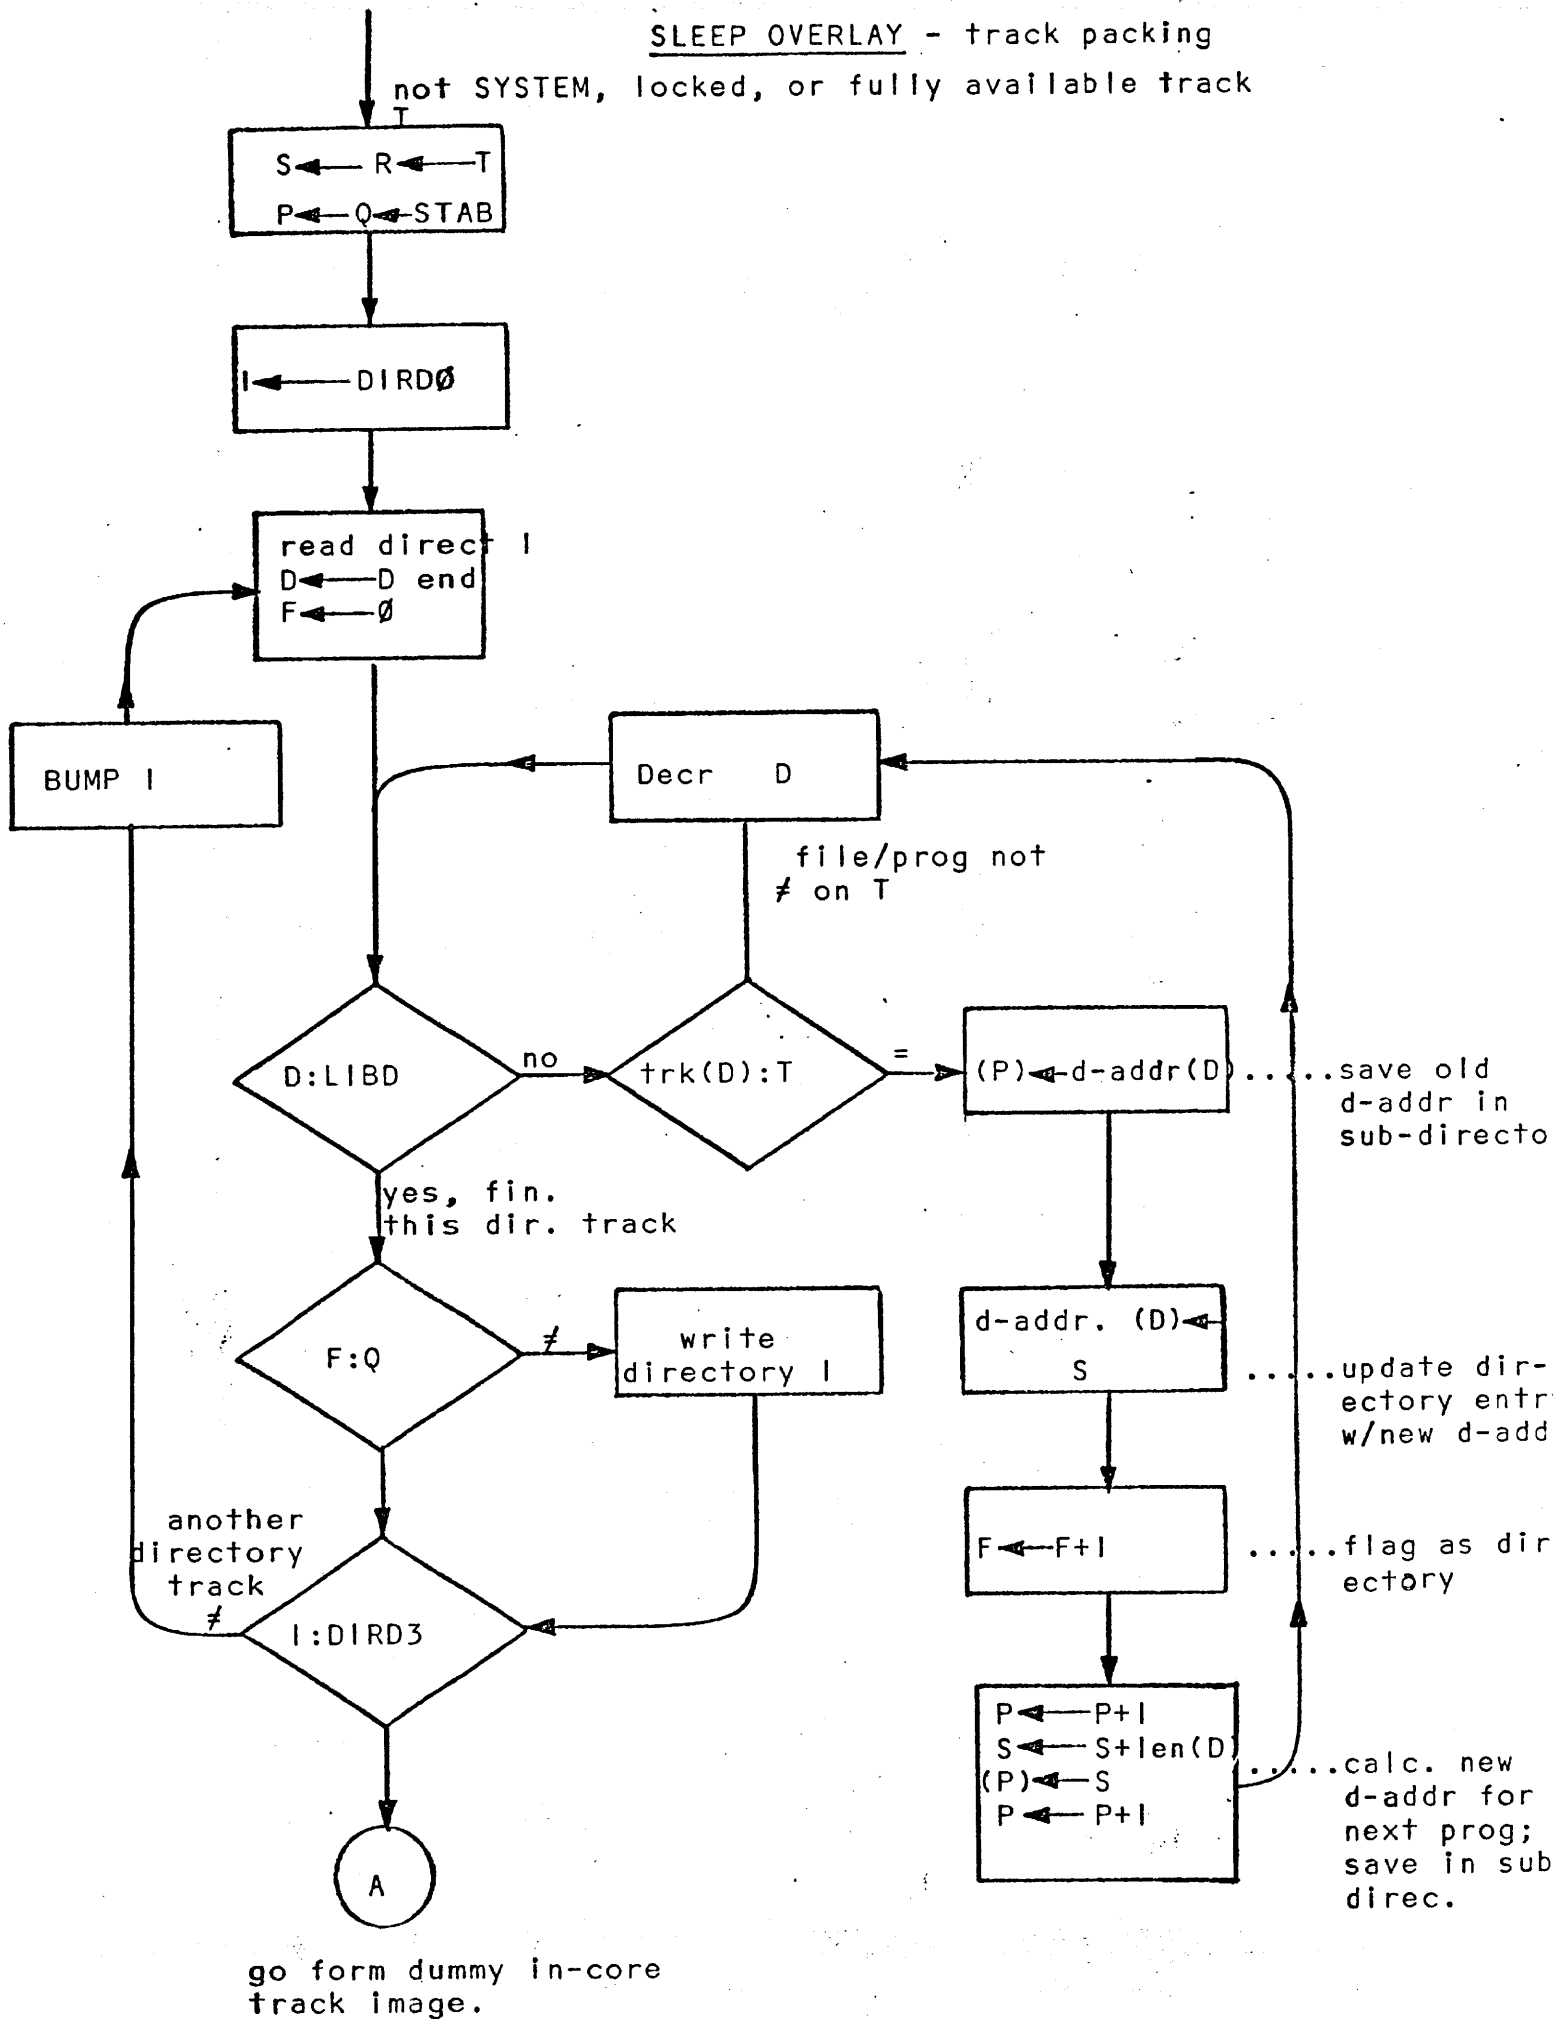 SLEEP OVERLAY - track packing
not SYSTEM, locked, or fully available track
T
S←R←T
P←Q←STAB
I←DIRDØ
read direct I
D←D end
F←Ø
BUMP I
Decr D
file/prog not
≠ on T
D:LIBD
no
trk(D):T
=
(P)←d-addr(D)
.....save old
d-addr in
sub-directo
yes, fin.
this dir. track
F:Q
≠
write
directory I
d-addr. (D)←
S
.....update dir-
ectory entr
w/new d-add
F←F+I
.....flag as dir
ectory
another
directory
track
≠
I:DIRD3
P←P+I
S←S+len(D)
(P)←S
P←P+I
.....calc. new
d-addr for
next prog;
save in sub
direc.
A
go form dummy in-core
track image.